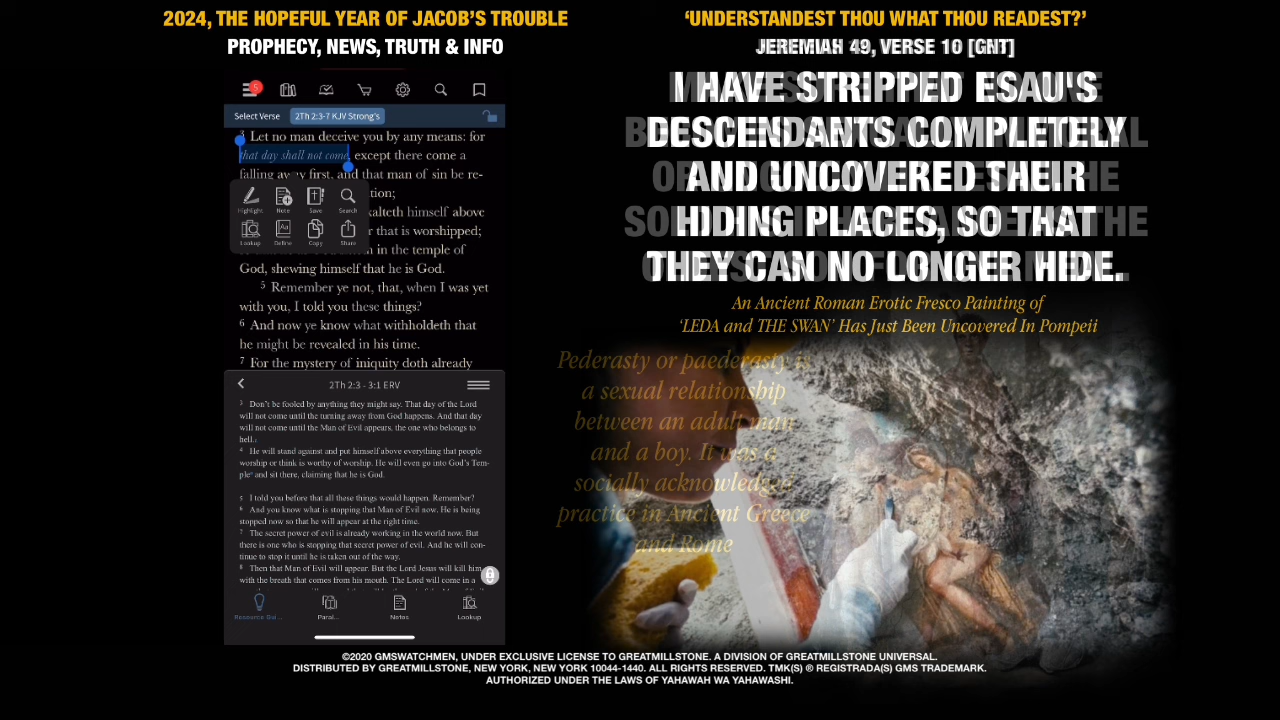 2024, THE HOPEFUL YEAR OF JACOB'S TROUBLE
PROPHECY, NEWS, TRUTH & INFO
5
Select Verse
2Th 2:3-7 KJV Strong's
3 Let no man deceive you by any means: for
that day shall not come, except there come a
falling away first, and that man of sin be re-
tion;
xalteth himself above
r that is worshipped;
in the temple of
God, shewing himself that he is God.
5 Remember ye not, that, when I was yet
with you, I told you these things?
6 And now ye know what withholdeth that
he might be revealed in his time.
7 For the mystery of iniquity doth already
Highlight
Note
Save
Search
Lookup
Define
Copy
Share
2Th 2:3 - 3:1 ERV
3 Don't be fooled by anything they might say. That day of the Lord
will not come until the turning away from God happens. And that day
will not come until the Man of Evil appears, the one who belongs to
hell.
4 He will stand against and put himself above everything that people
worship or think is worthy of worship. He will even go into God's Tem-
ple and sit there, claiming that he is God.
5 I told you before that all these things would happen. Remember?
6 And you know what is stopping that Man of Evil now. He is being
stopped now so that he will appear at the right time.
7 The secret power of evil is already working in the world now. But
there is one who is stopping that secret power of evil. And he will con-
tinue to stop it until he is taken out of the way.
8 Then that Man of Evil will appear. But the Lord Jesus will kill him
with the breath that comes from his mouth. The Lord will come in a
Resource Gui...
Paral...
Notes
Lookup
'UNDERSTANDEST THOU WHAT THOU READEST?'
JEREMIAH 49, VERSE 10 [GNT]
I HAVE STRIPPED ESAU'S
DESCENDANTS COMPLETELY
AND UNCOVERED THEIR
HIDING PLACES, SO THAT
THEY CAN NO LONGER HIDE.
An Ancient Roman Erotic Fresco Painting of
'LEDA and THE SWAN' Has Just Been Uncovered In Pompeii
Pederasty or paederasty is
a sexual relationship
between an adult man
and a boy. It was a
socially acknowledged
practice in Ancient Greece
and Rome
©2020 GMSWATCHMEN, UNDER EXCLUSIVE LICENSE TO GREATMILLSTONE. A DIVISION OF GREATMILLSTONE UNIVERSAL.
DISTRIBUTED BY GREATMILLSTONE, NEW YORK, NEW YORK 10044-1440. ALL RIGHTS RESERVED. TMK(S) ® REGISTRADA(S) GMS TRADEMARK.
AUTHORIZED UNDER THE LAWS OF YAHAWAH WA YAHAWASHI.